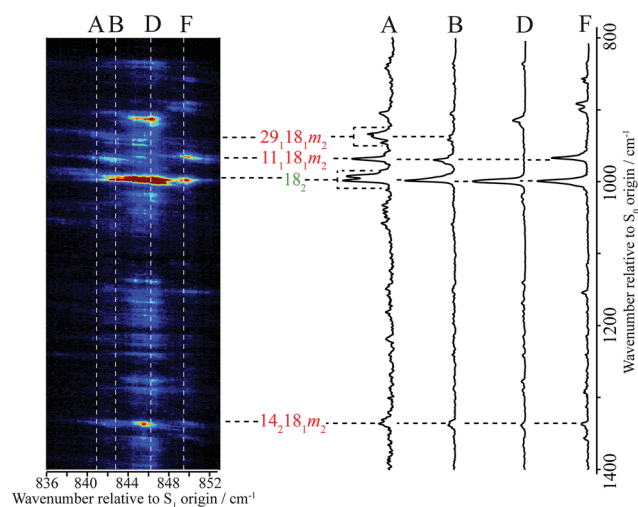 A B D F
A B D F
29₁18₁m₂
11₁18₁m₂
18₂
14₂18₁m₂
800
1000
1200
1400
Wavenumber relative to S₀ origin / cm⁻¹
836 840 844 848 852
Wavenumber relative to S₁ origin / cm⁻¹